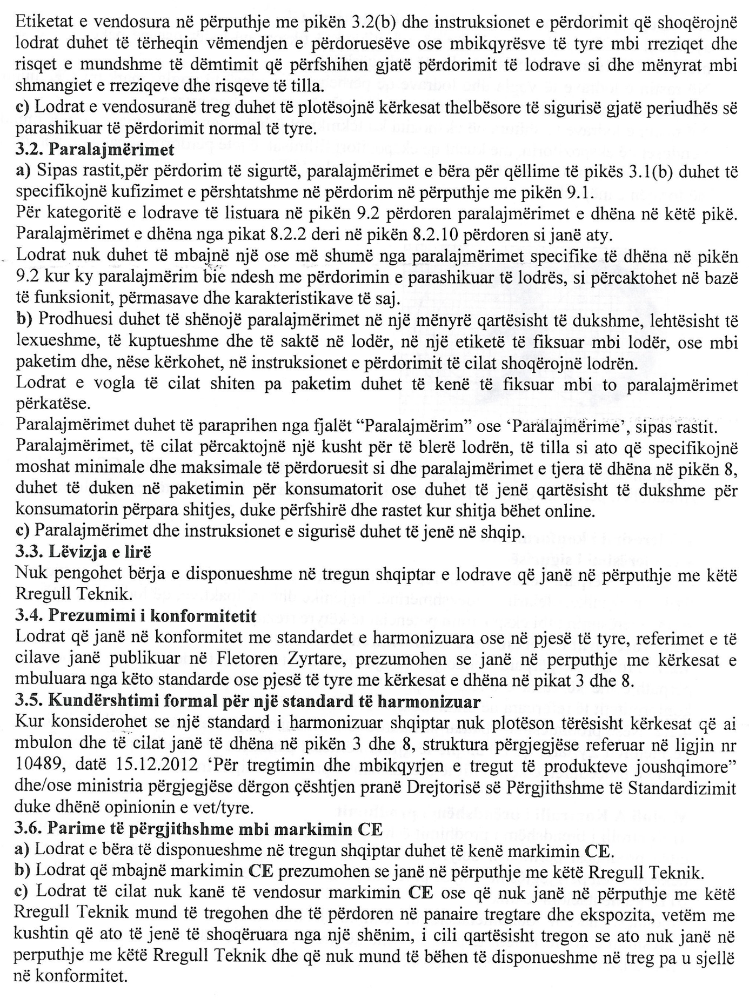 Etiketat e vendosura në përputhje me pikën 3.2(b) dhe instruksionet e përdorimit që shoqërojnë
lodrat duhet të tërheqin vëmendjen e përdoruesëve ose mbikqyrësve të tyre mbi rreziqet dhe
risqet e mundshme të dëmtimit që përfshihen gjatë përdorimit të lodrave si dhe mënyrat mbi
shmangiet e rreziqeve dhe risqeve të tilla.
c) Lodrat e vendosuranë treg duhet të plotësojnë kërkesat thelbësore të sigurisë gjatë periudhës së
parashikuar të përdorimit normal të tyre.
3.2. Paralajmërimet
a) Sipas rastit,për përdorim të sigurtë, paralajmërimet e bëra për qëllime të pikës 3.1(b) duhet të
specifikojnë kufizimet e përshtatshme në përdorim në përputhje me pikën 9.1.
Për kategoritë e lodrave të listuara në pikën 9.2 përdoren paralajmërimet e dhëna në këtë pikë.
Paralajmërimet e dhëna nga pikat 8.2.2 deri në pikën 8.2.10 përdoren si janë aty.
Lodrat nuk duhet të mbajnë një ose më shumë nga paralajmërimet specifike të dhëna në pikën
9.2 kur ky paralajmërim bie ndesh me përdorimin e parashikuar të lodrës, si përcaktohet në bazë
të funksionit, përmasave dhe karakteristikave të saj.
b) Prodhuesi duhet të shënojë paralajmërimet në një mënyrë qartësisht të dukshme, lehtësisht të
lexueshme, të kuptueshme dhe të saktë në lodër, në një etiketë të fiksuar mbi lodër, ose mbi
paketim dhe, nëse kërkohet, në instruksionet e përdorimit të cilat shoqërojnë lodrën.
Lodrat e vogla të cilat shiten pa paketim duhet të kenë të fiksuar mbi to paralajmërimet
përkatëse.
Paralajmërimet duhet të paraprihen nga fjalët “Paralajmërim” ose ‘Paralajmërime’, sipas rastit.
Paralajmërimet, të cilat përcaktojnë një kusht për të blerë lodrën, të tilla si ato që specifikojnë
moshat minimale dhe maksimale të përdoruesit si dhe paralajmërimet e tjera të dhëna në pikën 8,
duhet të duken në paketimin për konsumatorit ose duhet të jenë qartësisht të dukshme për
konsumatorin përpara shitjes, duke përfshirë dhe rastet kur shitja bëhet online.
c) Paralajmërimet dhe instruksionet e sigurisë duhet të jenë në shqip.
3.3. Lëvizja e lirë
Nuk pengohet bërja e disponueshme në tregun shqiptar e lodrave që janë në përputhje me këtë
Rregull Teknik.
3.4. Prezumimi i konformitetit
Lodrat që janë në konformitet me standardet e harmonizuara ose në pjesë të tyre, referimet e të
cilave janë publikuar në Fletoren Zyrtare, prezumohen se janë në perputhje me kërkesat e
mbuluara nga këto standarde ose pjesë të tyre me kërkesat e dhëna në pikat 3 dhe 8.
3.5. Kundërshtimi formal për një standard të harmonizuar
Kur konsiderohet se një standard i harmonizuar shqiptar nuk plotëson tërësisht kërkesat që ai
mbulon dhe të cilat janë të dhëna në pikën 3 dhe 8, struktura përgjegjëse referuar në ligjin nr
10489, datë 15.12.2012 ‘Për tregtimin dhe mbikqyrjen e tregut të produkteve joushqimore”
dhe/ose ministria përgjegjëse dërgon çështjen pranë Drejtorisë së Përgjithshme të Standardizimit
duke dhënë opinionin e vet/tyre.
3.6. Parime të përgjithshme mbi markimin CE
a) Lodrat e bëra të disponueshme në tregun shqiptar duhet të kenë markimin CE.
b) Lodrat që mbajnë markimin CE prezumohen se janë në përputhje me këtë Rregull Teknik.
c) Lodrat të cilat nuk kanë të vendosur markimin CE ose që nuk janë në përputhje me këtë
Rregull Teknik mund të tregohen dhe të përdoren në panaire tregtare dhe ekspozita, vetëm me
kushtin që ato të jenë të shoqëruara nga një shënim, i cili qartësisht tregon se ato nuk janë në
perputhje me këtë Rregull Teknik dhe që nuk mund të bëhen të disponueshme në treg pa u sjellë
në konformitet.